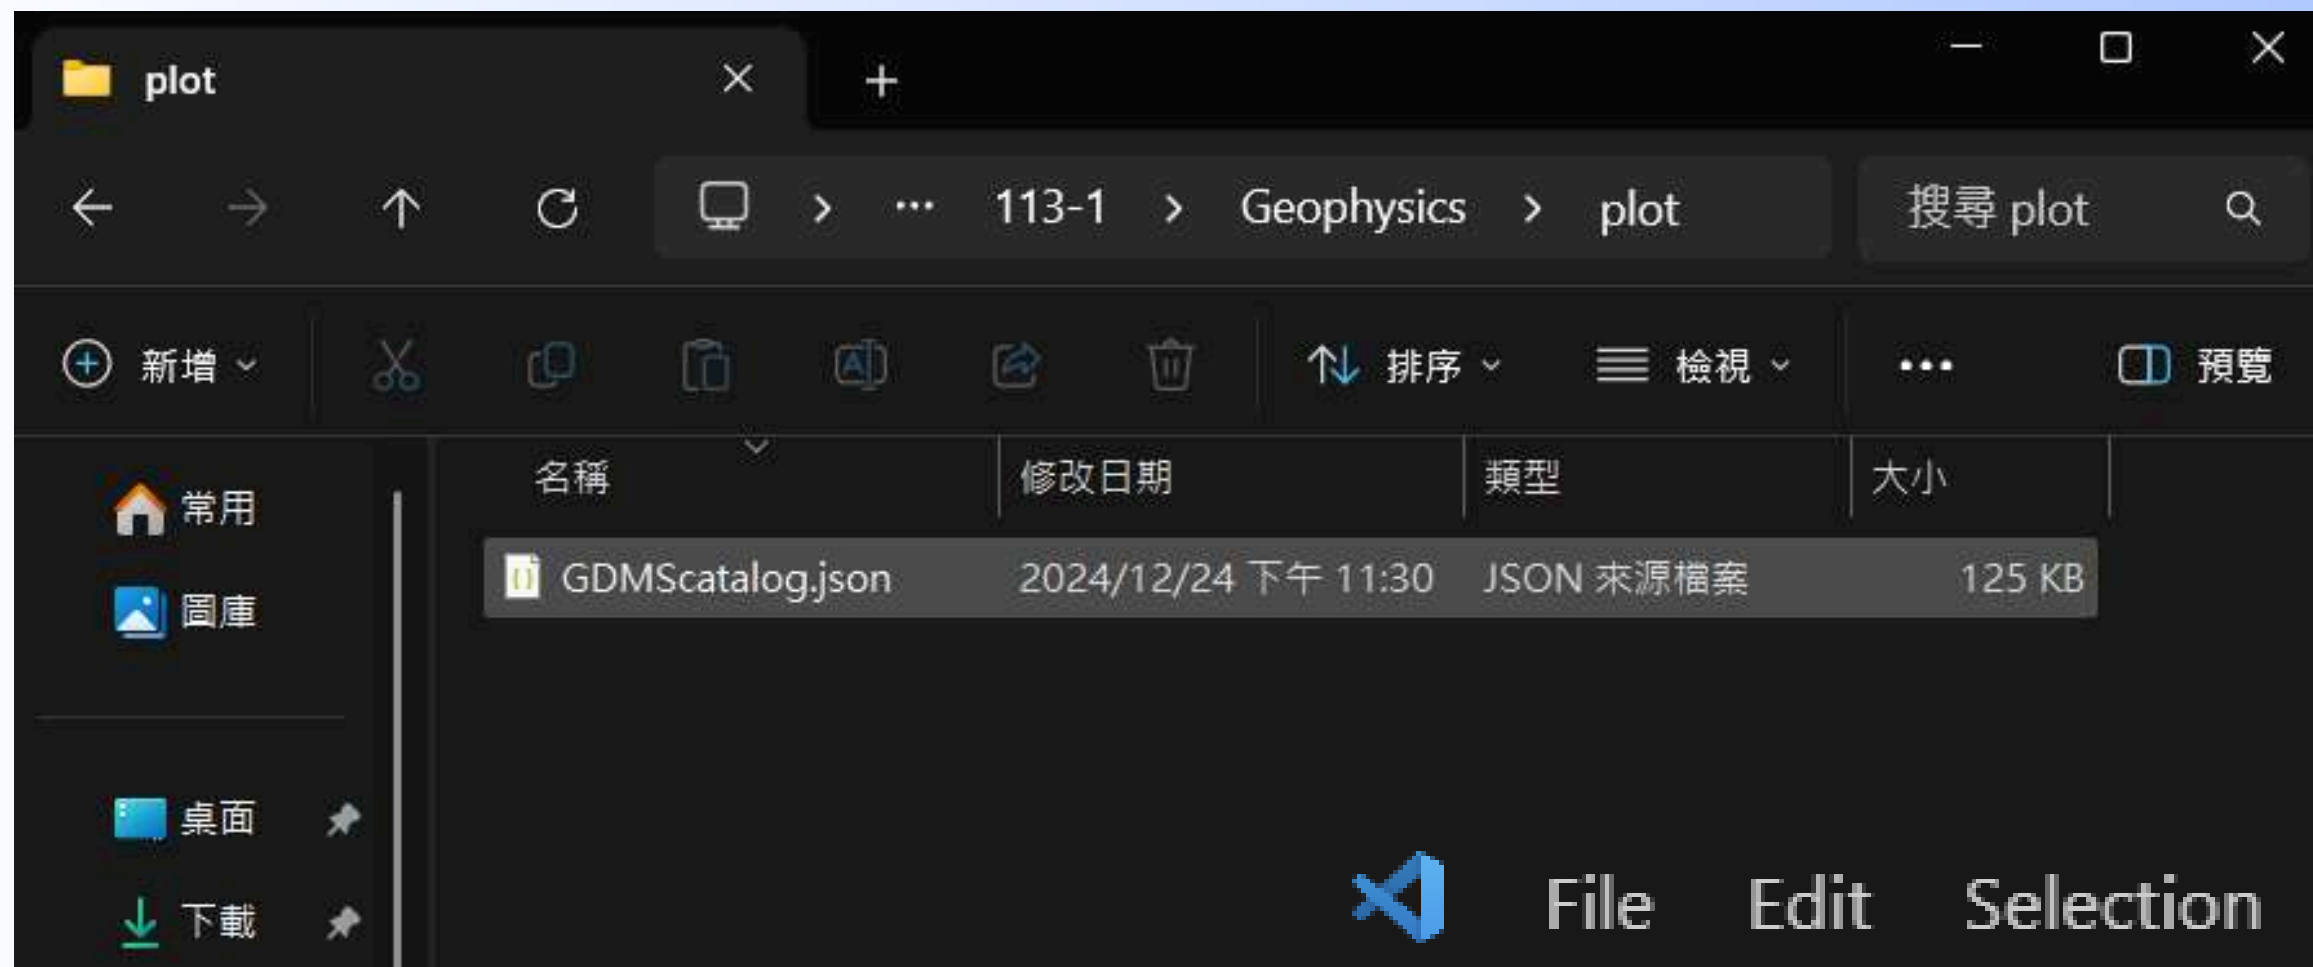 plot
113-1 Geophysics plot 搜尋 plot
新增 排序 檢視 預覽
名稱 修改日期 類型 大小
常用
GDMScatalog.json 2024/12/24 下午 11:30 JSON 來源檔案 125 KB
圖庫
桌面
下載
File Edit Selection